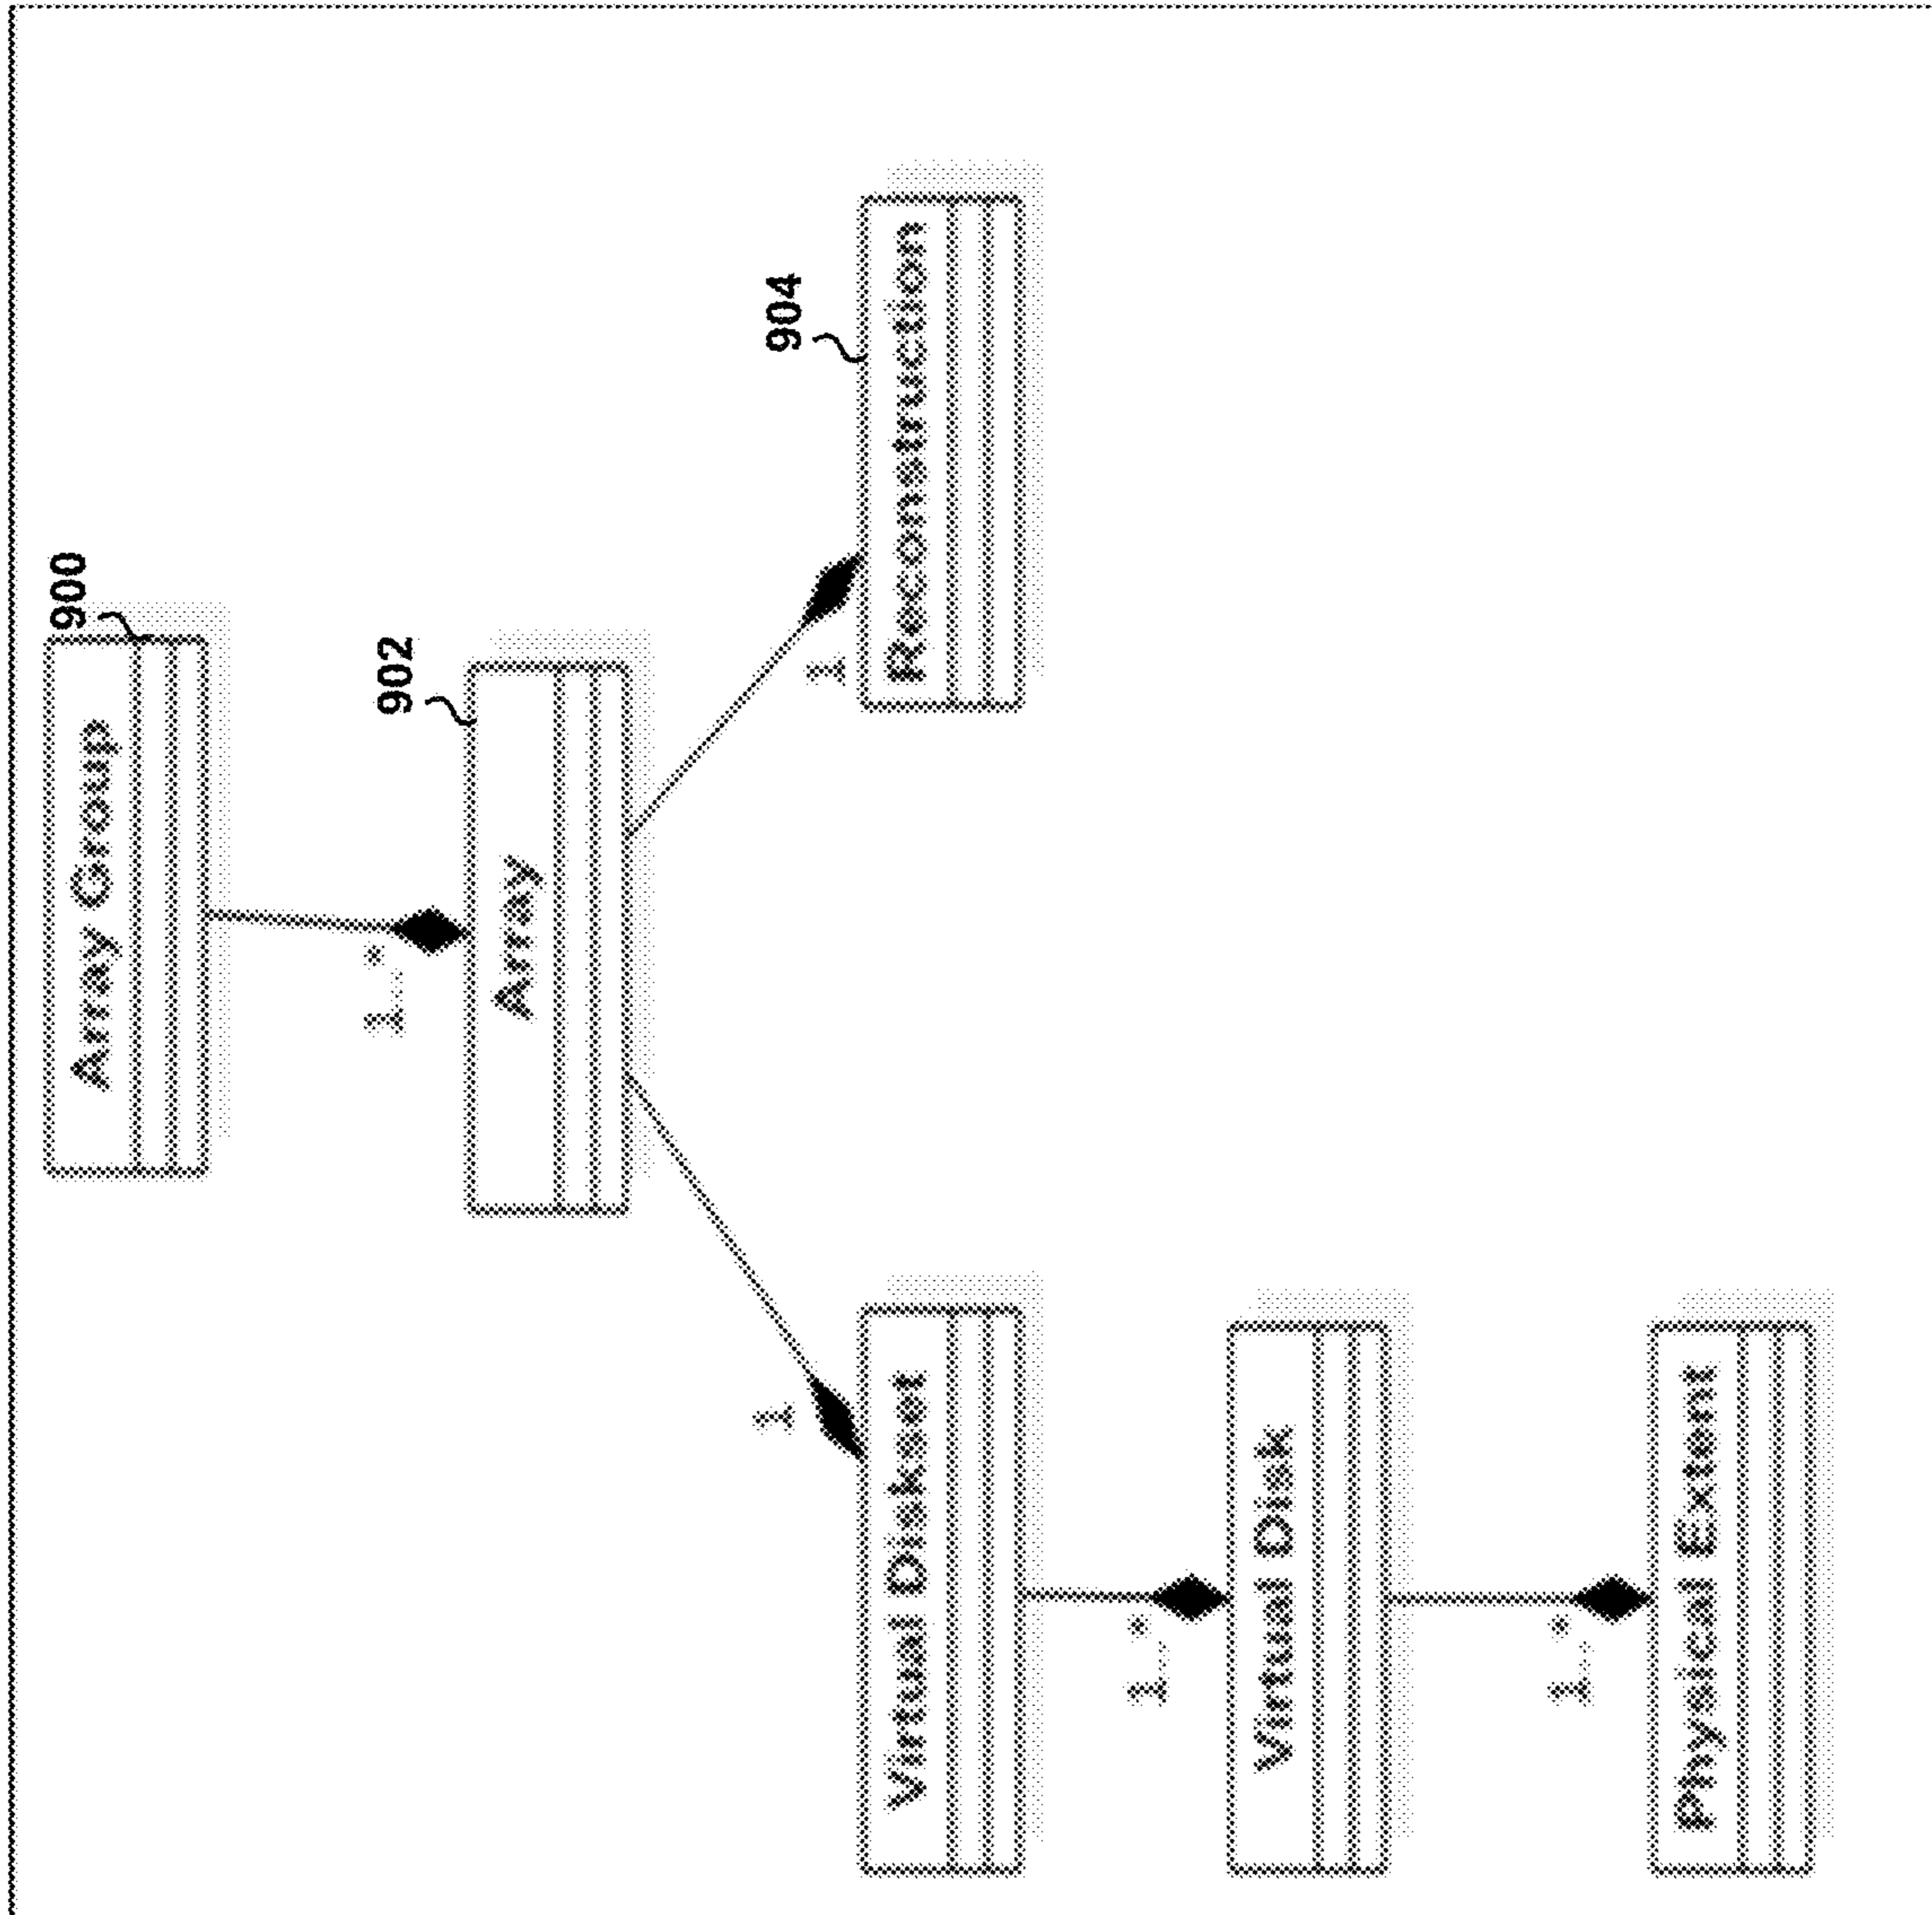 Array Group
900
1..*
902
Array
1
1
904
Virtual Diskset
Reconstruction
1..*
Virtual Disk
1..*
Physical Extent